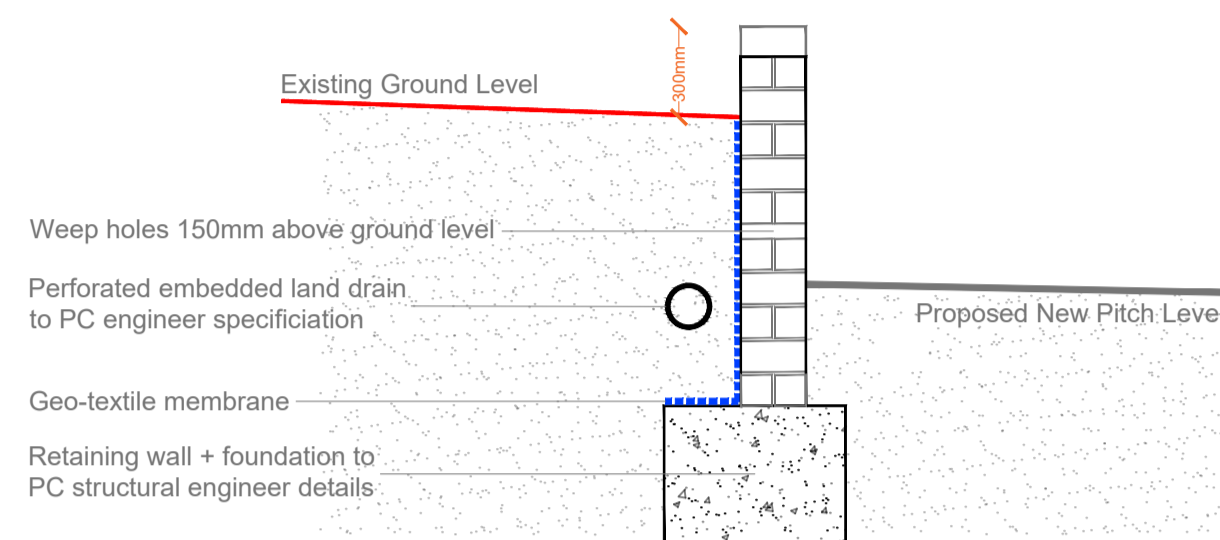 300mm
Existing Ground Level
Weep holes 150mm above ground level
Perforated embedded land drain
to PC engineer specificiation
Proposed New Pitch Leve
Geo-textile membrane
Retaining wall + foundation to
PC structural engineer details